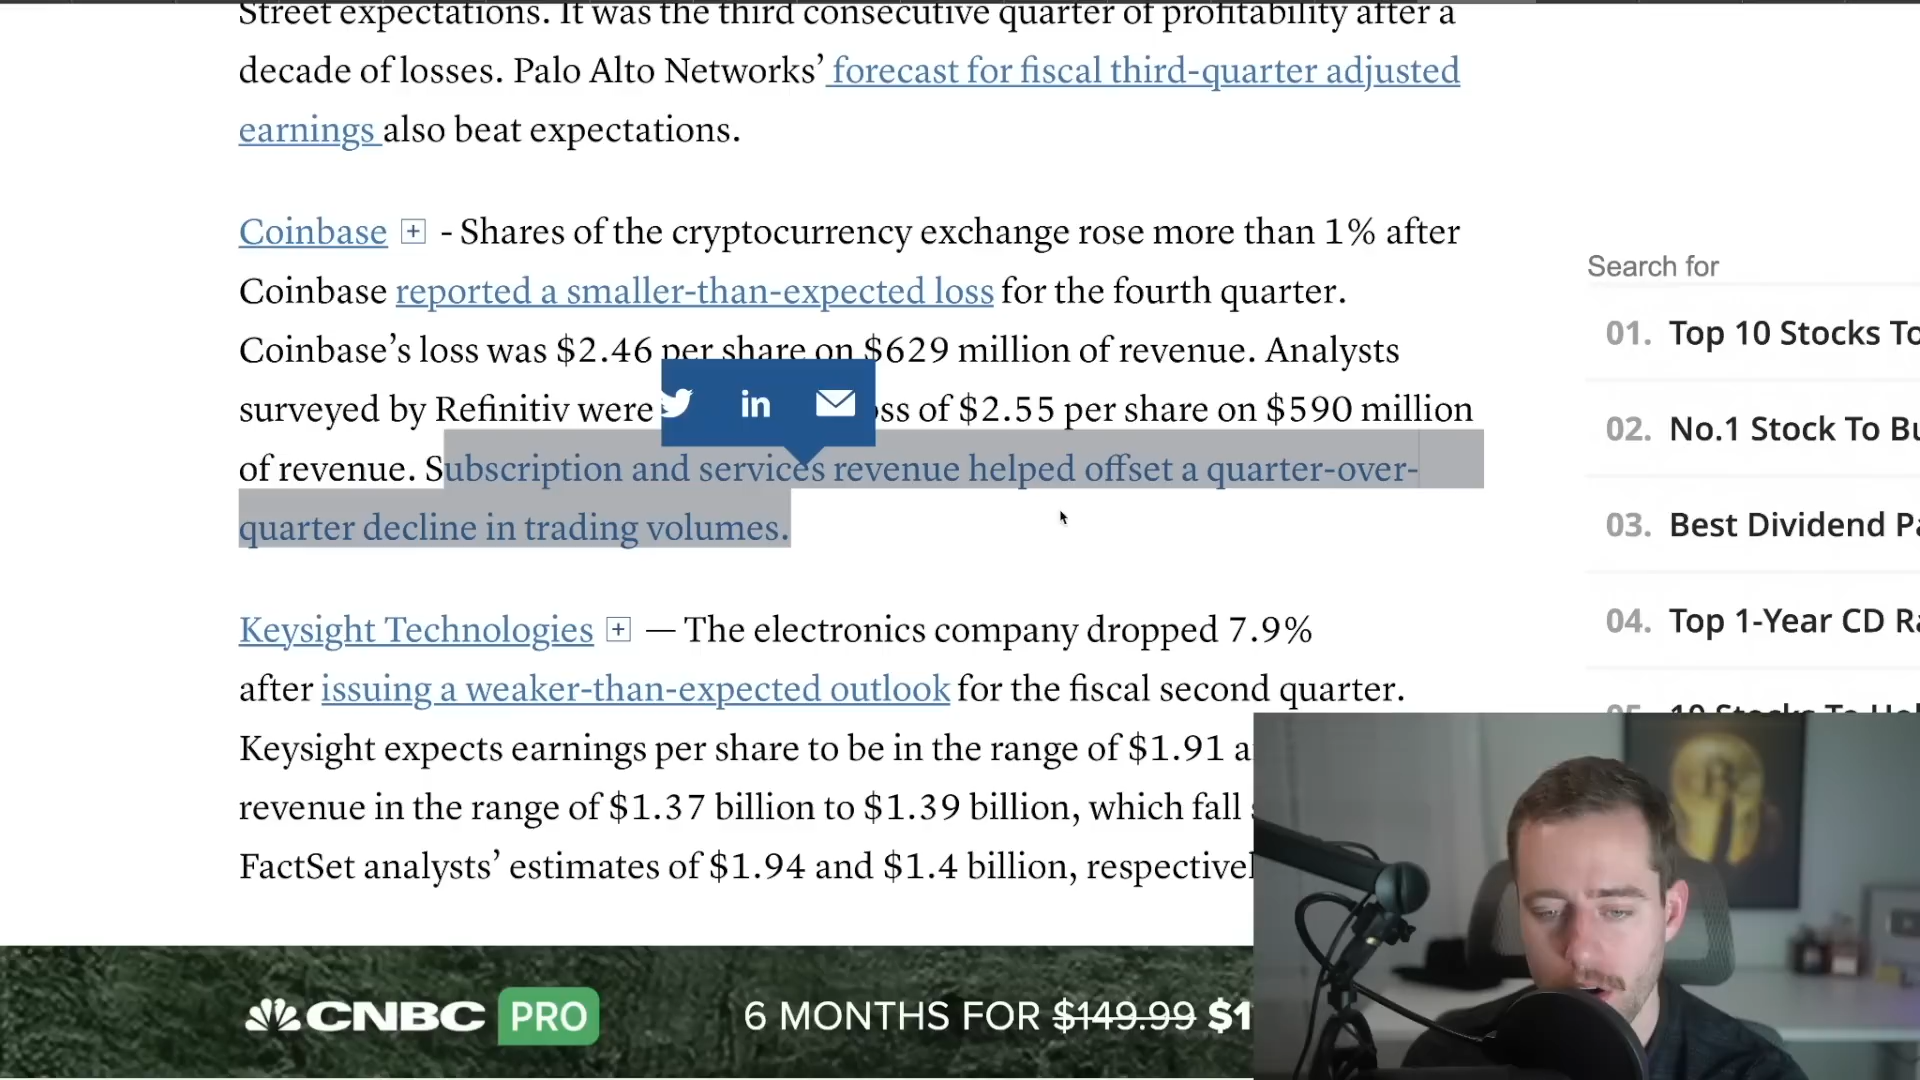 Street expectations. It was the third consecutive quarter of profitability after a
decade of losses. Palo Alto Networks’ forecast for fiscal third-quarter adjusted
earnings also beat expectations.
Coinbase + - Shares of the cryptocurrency exchange rose more than 1% after
Coinbase reported a smaller-than-expected loss for the fourth quarter.
Coinbase’s loss was $2.46 per share on $629 million of revenue. Analysts
surveyed by Refinitiv were oss of $2.55 per share on $590 million
in
of revenue. Subscription and services revenue helped offset a quarter-over-
quarter decline in trading volumes.
Keysight Technologies + — The electronics company dropped 7.9%
after issuing a weaker-than-expected outlook for the fiscal second quarter.
Keysight expects earnings per share to be in the range of $1.91 a
revenue in the range of $1.37 billion to $1.39 billion, which fall
FactSet analysts’ estimates of $1.94 and $1.4 billion, respectivel
Search for
01. Top 10 Stocks To
02. No.1 Stock To Bu
03. Best Dividend Pa
04. Top 1-Year CD Ra
05. 10 Stocks To Hol
CNBC PRO
6 MONTHS FOR $149.99 $1